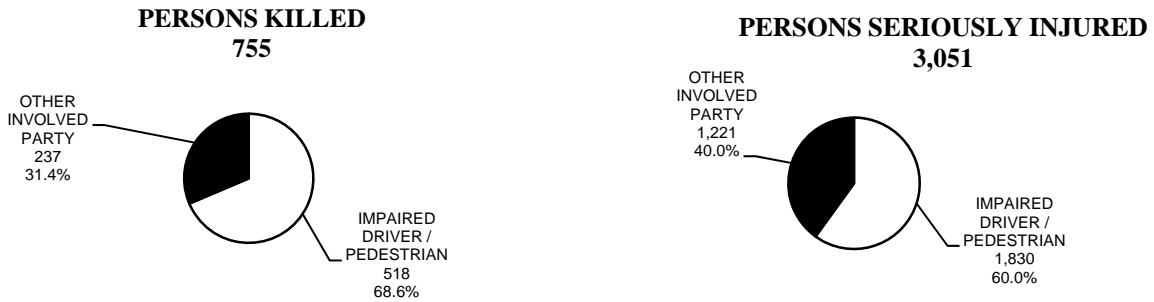 PERSONS KILLED
755
OTHER
INVOLVED
PARTY
237
31.4%
IMPAIRED
DRIVER /
PEDESTRIAN
518
68.6%
PERSONS SERIOUSLY INJURED
3,051
OTHER
INVOLVED
PARTY
1,221
40.0%
IMPAIRED
DRIVER /
PEDESTRIAN
1,830
60.0%